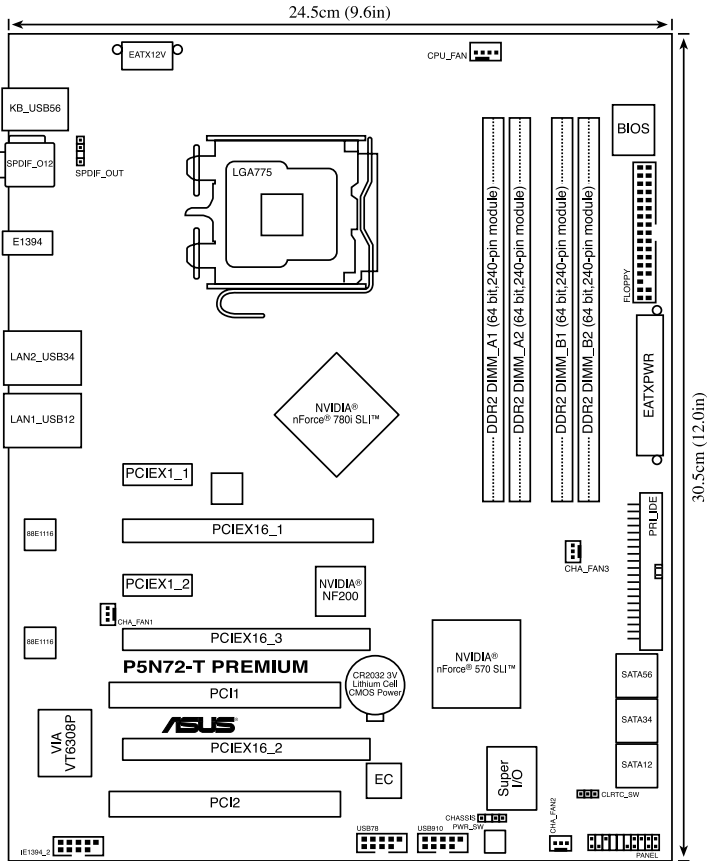 24.5cm (9.6in)
EATX12V
CPU_FAN
KB_USB56
BIOS
SPDIF_O12
SPDIF_OUT
LGA775
E1394
FLOPPY
DDR2 DIMM_A1 (64 bit,240-pin module)
DDR2 DIMM_A2 (64 bit,240-pin module)
DDR2 DIMM_B1 (64 bit,240-pin module)
DDR2 DIMM_B2 (64 bit,240-pin module)
EATXPWR
30.5cm (12.0in)
LAN2_USB34
LAN1_USB12
NVIDIA®
nForce® 780i SLI™
PCIEX1_1
88E1116
PCIEX16_1
PRI_IDE
CHA_FAN3
PCIEX1_2
NVIDIA®
NF200
CHA_FAN1
88E1116
PCIEX16_3
NVIDIA®
nForce® 570 SLI™
P5N72-T PREMIUM
CR2032 3V
Lithium Cell
CMOS Power
SATA56
PCI1
SATA34
VIA
VT6308P
ASUS®
PCIEX16_2
EC
Super
I/O
SATA12
CLRTC_SW
PCI2
CHASSIS
PWR_SW
CHA_FAN2
USB78
USB910
IE1394_2
PANEL